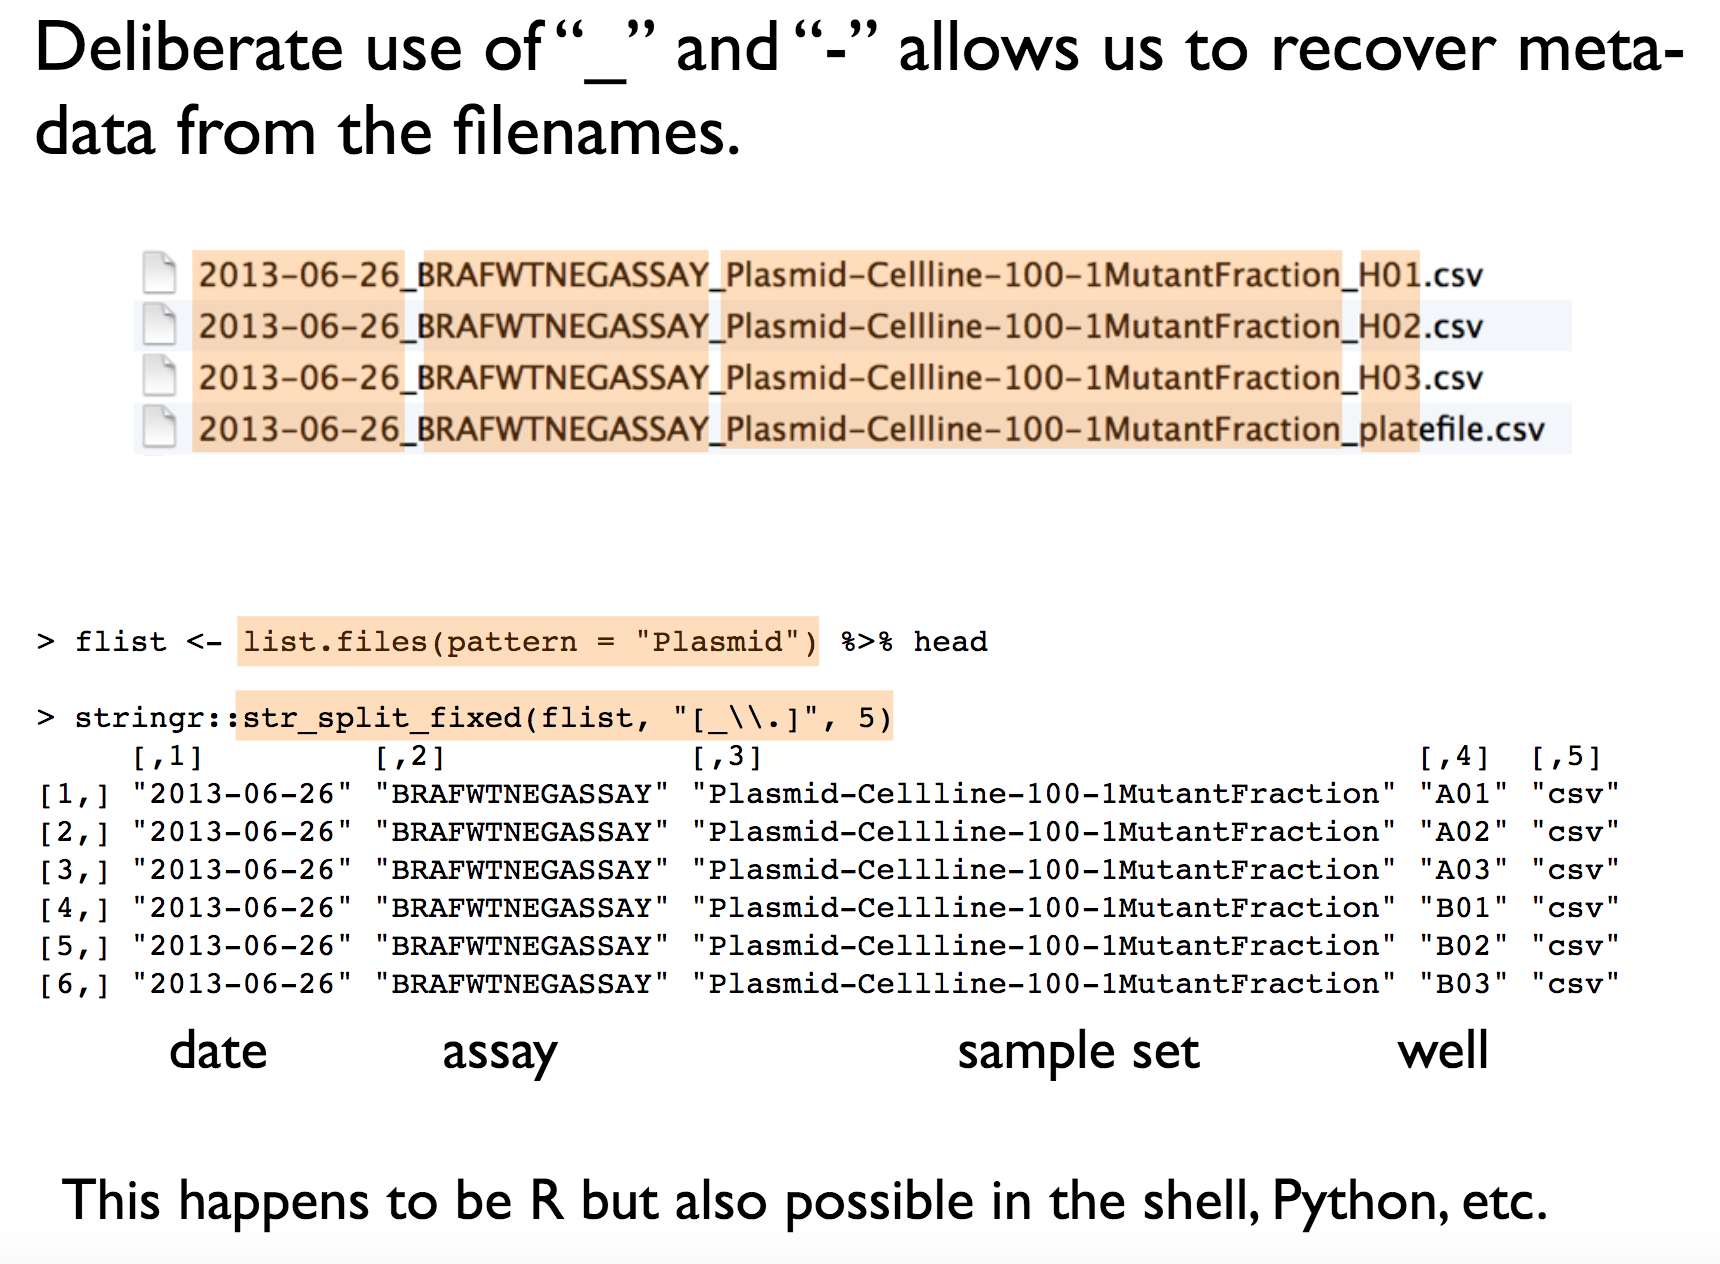 Deliberate use of “_” and “-” allows us to recover meta-
data from the filenames.
2013-06-26_BRAFWTNEGASSAY_Plasmid-Cellline-100-1MutantFraction_H01.csv
2013-06-26_BRAFWTNEGASSAY_Plasmid-Cellline-100-1MutantFraction_H02.csv
2013-06-26_BRAFWTNEGASSAY_Plasmid-Cellline-100-1MutantFraction_H03.csv
2013-06-26_BRAFWTNEGASSAY_Plasmid-Cellline-100-1MutantFraction_platefile.csv
> flist <- list.files(pattern = "Plasmid") %>% head
> stringr::str_split_fixed(flist, "[_\\.]", 5)
[,1] [,2] [,3] [,4] [,5]
[1,] "2013-06-26" "BRAFWTNEGASSAY" "Plasmid-Cellline-100-1MutantFraction" "A01" "csv"
[2,] "2013-06-26" "BRAFWTNEGASSAY" "Plasmid-Cellline-100-1MutantFraction" "A02" "csv"
[3,] "2013-06-26" "BRAFWTNEGASSAY" "Plasmid-Cellline-100-1MutantFraction" "A03" "csv"
[4,] "2013-06-26" "BRAFWTNEGASSAY" "Plasmid-Cellline-100-1MutantFraction" "B01" "csv"
[5,] "2013-06-26" "BRAFWTNEGASSAY" "Plasmid-Cellline-100-1MutantFraction" "B02" "csv"
[6,] "2013-06-26" "BRAFWTNEGASSAY" "Plasmid-Cellline-100-1MutantFraction" "B03" "csv"
date assay sample set well
This happens to be R but also possible in the shell, Python, etc.